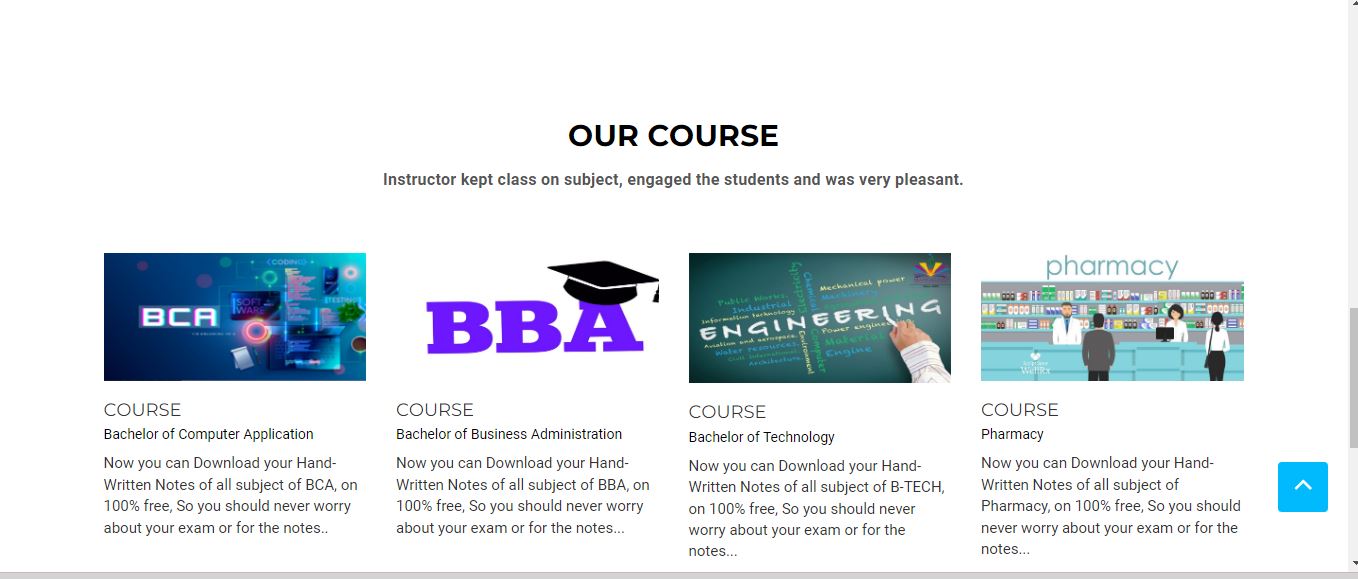 OUR COURSE
Instructor kept class on subject, engaged the students and was very pleasant.
CODING
SOFT
WARE
TESTING
BCA
BBA
Public Works.
Industrial
Information technology
Electricity
Chemical
Mechanical power
Machinery
ENGINEERING
Aviation and aerospace
Power engineer
Water resources.
Civil International
Architecture.
Environment
Computer
Material
Engine
pharmacy
WellRx
COURSE
Bachelor of Computer Application
Now you can Download your Hand-
Written Notes of all subject of BCA, on
100% free, So you should never worry
about your exam or for the notes..
COURSE
Bachelor of Business Administration
Now you can Download your Hand-
Written Notes of all subject of BBA, on
100% free, So you should never worry
about your exam or for the notes...
COURSE
Bachelor of Technology
Now you can Download your Hand-
Written Notes of all subject of B-TECH,
on 100% free, So you should never
worry about your exam or for the
notes...
COURSE
Pharmacy
Now you can Download your Hand-
Written Notes of all subject of
Pharmacy, on 100% free, So you should
never worry about your exam or for the
notes...